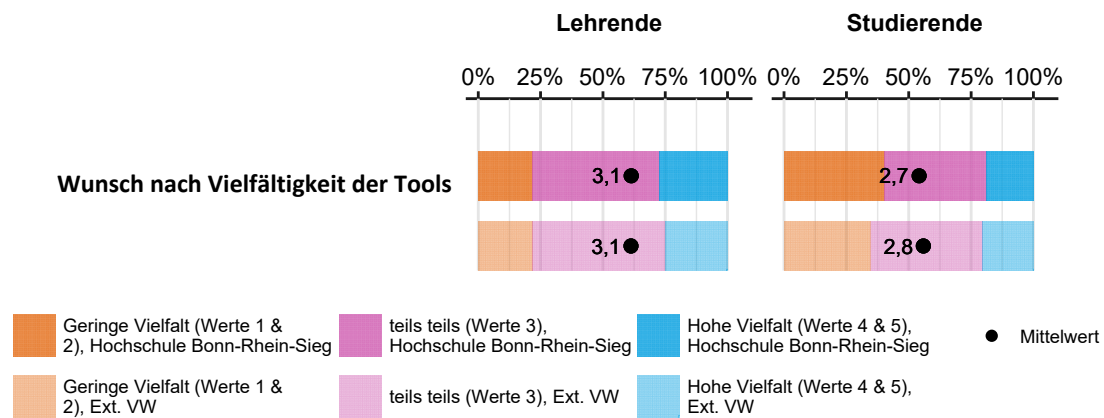 Lehrende Studierende
0% 25% 50% 75% 100% 0% 25% 50% 75% 100%
Wunsch nach Vielfältigkeit der Tools
3,1 2,7
3,1 2,8
Geringe Vielfalt (Werte 1 &
2), Hochschule Bonn-Rhein-Sieg
teils teils (Werte 3),
Hochschule Bonn-Rhein-Sieg
Hohe Vielfalt (Werte 4 & 5),
Hochschule Bonn-Rhein-Sieg
Mittelwert
Geringe Vielfalt (Werte 1 &
2), Ext. VW
teils teils (Werte 3), Ext. VW
Hohe Vielfalt (Werte 4 & 5),
Ext. VW